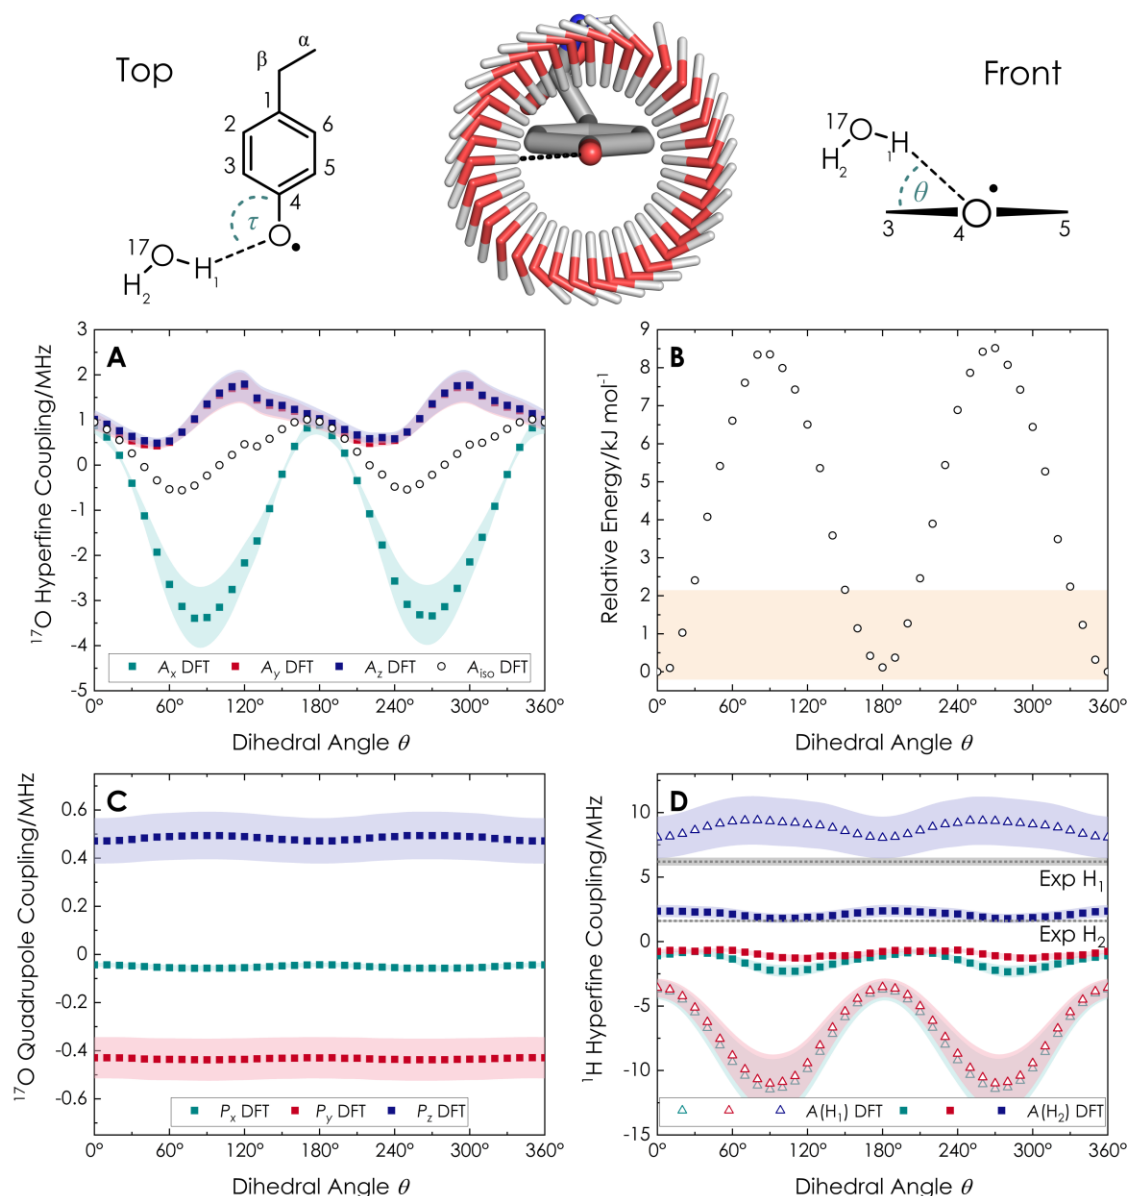 Top
α
β
1
2
6
3
5
4
τ
17
O
O
H
H
1
2
Front
17
O
H
1
H
2
θ
O
3
4
5
A
17O Hyperfine Coupling/MHz
3
2
1
0
-1
-2
-3
-4
-5
Ax DFT Ay DFT Az DFT Aiso DFT
0° 60° 120° 180° 240° 300° 360°
Dihedral Angle θ
B
Relative Energy/kJ mol-1
9
8
7
6
5
4
3
2
1
0
0° 60° 120° 180° 240° 300° 360°
Dihedral Angle θ
C
17O Quadrupole Coupling/MHz
0.6
0.4
0.2
0
-0.2
-0.4
-0.6
Px DFT Py DFT Pz DFT
0° 60° 120° 180° 240° 300° 360°
Dihedral Angle θ
D
1H Hyperfine Coupling/MHz
10
5
0
-5
-10
-15
Exp H1
Exp H2
A(H1) DFT A(H2) DFT
0° 60° 120° 180° 240° 300° 360°
Dihedral Angle θ